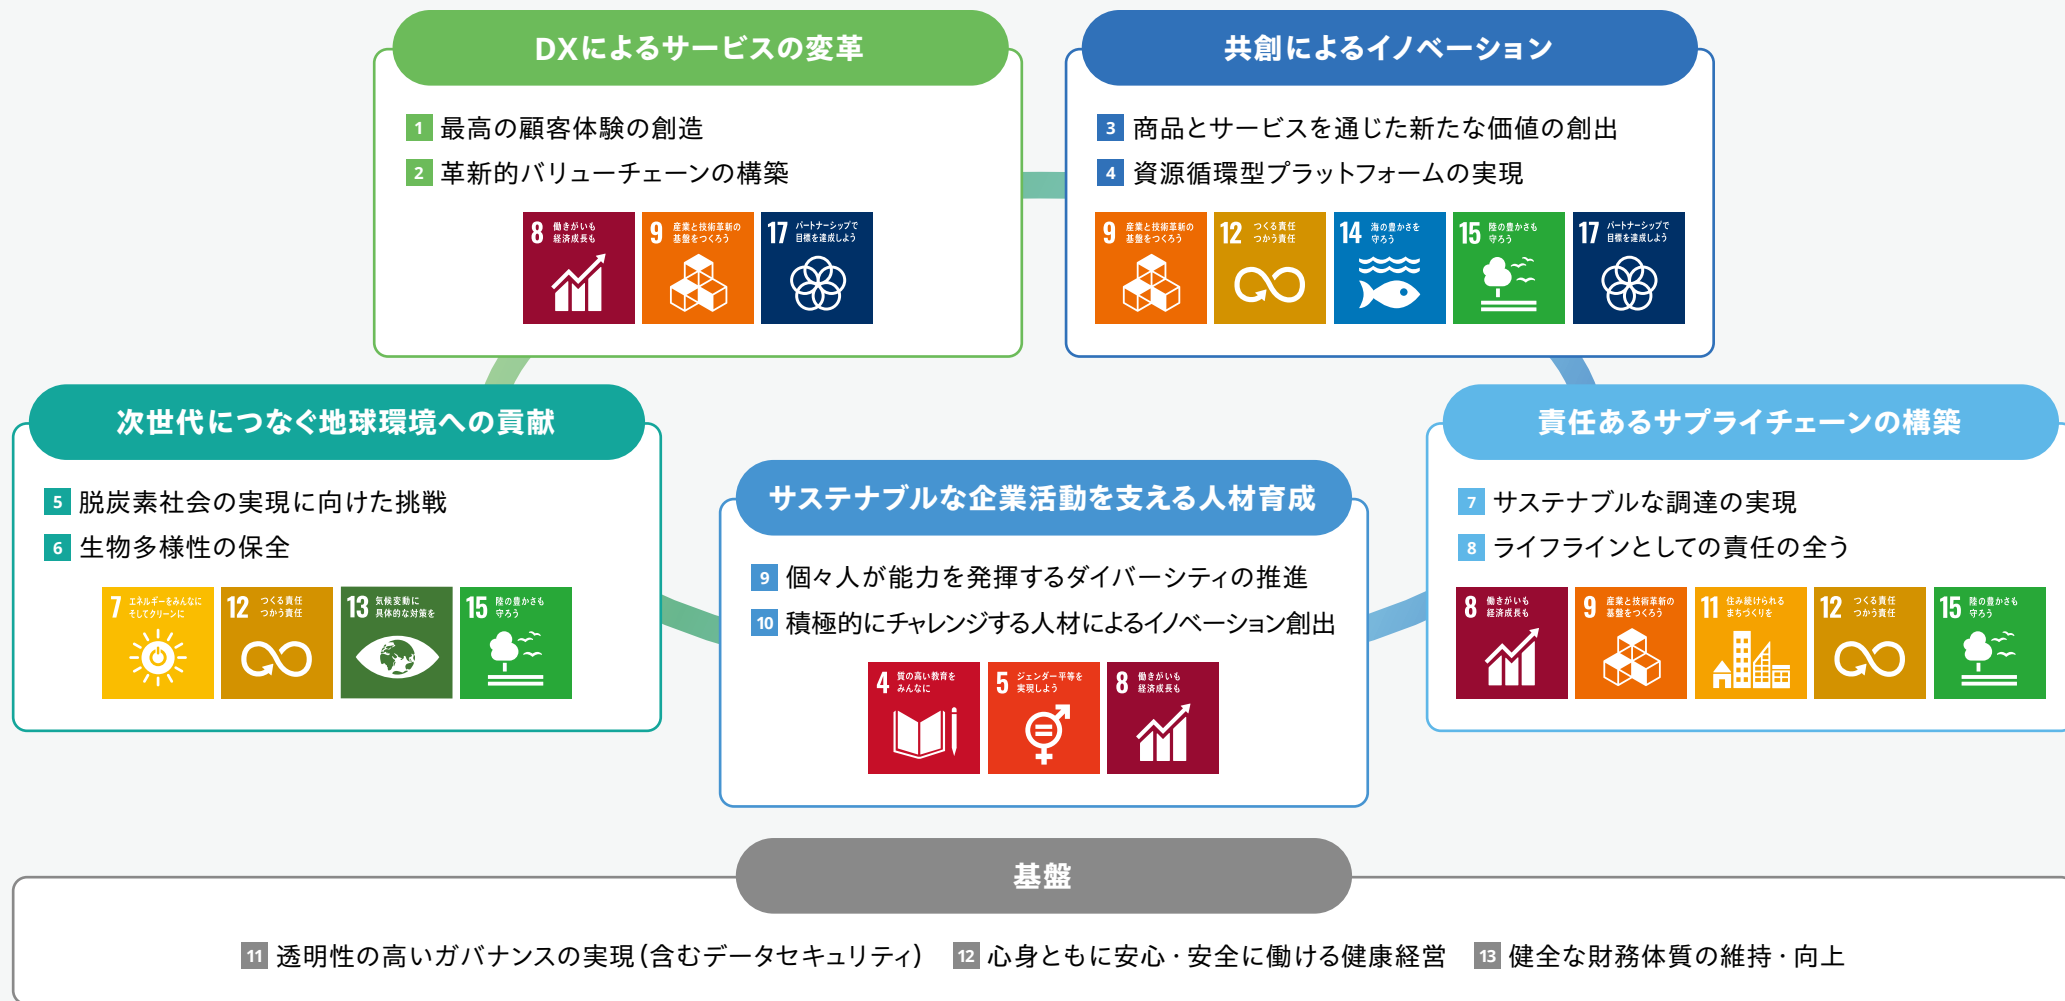 DXによるサービスの変革
1 最高の顧客体験の創造
2 革新的バリューチェーンの構築
8 働きがいも
経済成長も
9 産業と技術革新の
基盤をつくろう
17 パートナーシップで
目標を達成しよう
共創によるイノベーション
3 商品とサービスを通じた新たな価値の創出
4 資源循環型プラットフォームの実現
9 産業と技術革新の
基盤をつくろう
12 つくる責任
つかう責任
14 海の豊かさを
守ろう
15 陸の豊かさも
守ろう
17 パートナーシップで
目標を達成しよう
次世代につなぐ地球環境への貢献
5 脱炭素社会の実現に向けた挑戦
6 生物多様性の保全
7 エネルギーをみんなに
そしてクリーンに
12 つくる責任
つかう責任
13 気候変動に
具体的な対策を
15 陸の豊かさも
守ろう
サステナブルな企業活動を支える人材育成
9 個々人が能力を発揮するダイバーシティの推進
10 積極的にチャレンジする人材によるイノベーション創出
4 質の高い教育を
みんなに
5 ジェンダー平等を
実現しよう
8 働きがいも
経済成長も
責任あるサプライチェーンの構築
7 サステナブルな調達の実現
8 ライフラインとしての責任の全う
8 働きがいも
経済成長も
9 産業と技術革新の
基盤をつくろう
11 住み続けられる
まちづくりを
12 つくる責任
つかう責任
15 陸の豊かさも
守ろう
基盤
11 透明性の高いガバナンスの実現(含むデータセキュリティ) 12 心身ともに安心・安全に働ける健康経営 13 健全な財務体質の維持・向上